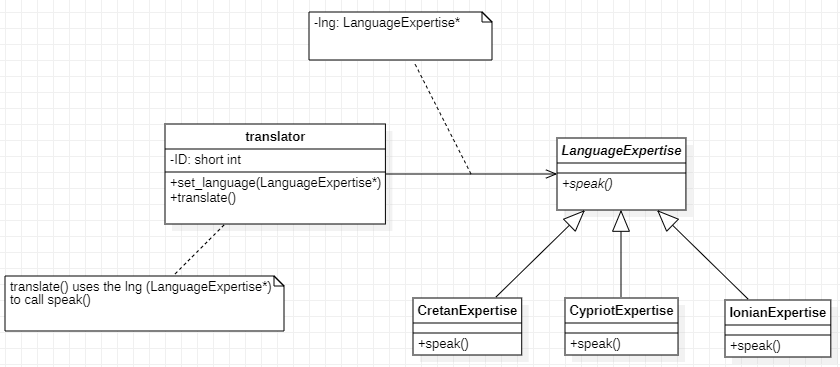 -lng: LanguageExpertise*
translator
-ID: short int
+set_language(LanguageExpertise*)
+translate()
LanguageExpertise
+speak()
translate() uses the lng (LanguageExpertise*)
to call speak()
CretanExpertise
+speak()
CypriotExpertise
+speak()
IonianExpertise
+speak()